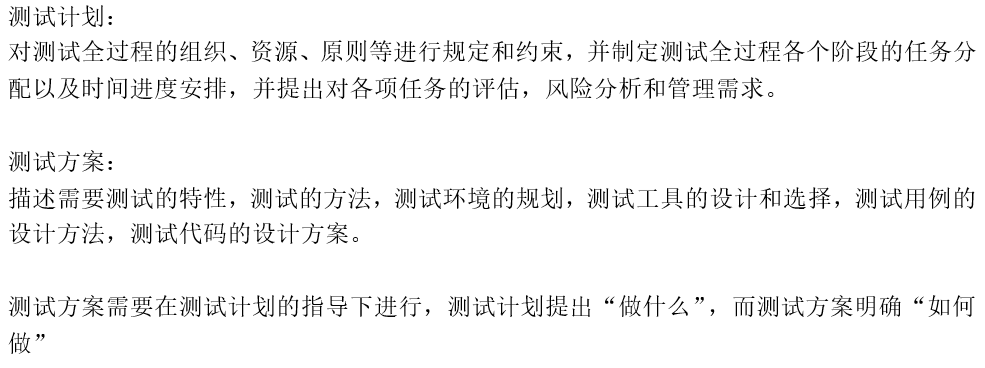 测试计划：
对测试全过程的组织、资源、原则等进行规定和约束，并制定测试全过程各个阶段的任务分
配以及时间进度安排，并提出对各项任务的评估，风险分析和管理需求。
测试方案：
描述需要测试的特性，测试的方法，测试环境的规划，测试工具的设计和选择，测试用例的
设计方法，测试代码的设计方案。
测试方案需要在测试计划的指导下进行，测试计划提出“做什么”，而测试方案明确“如何
做”